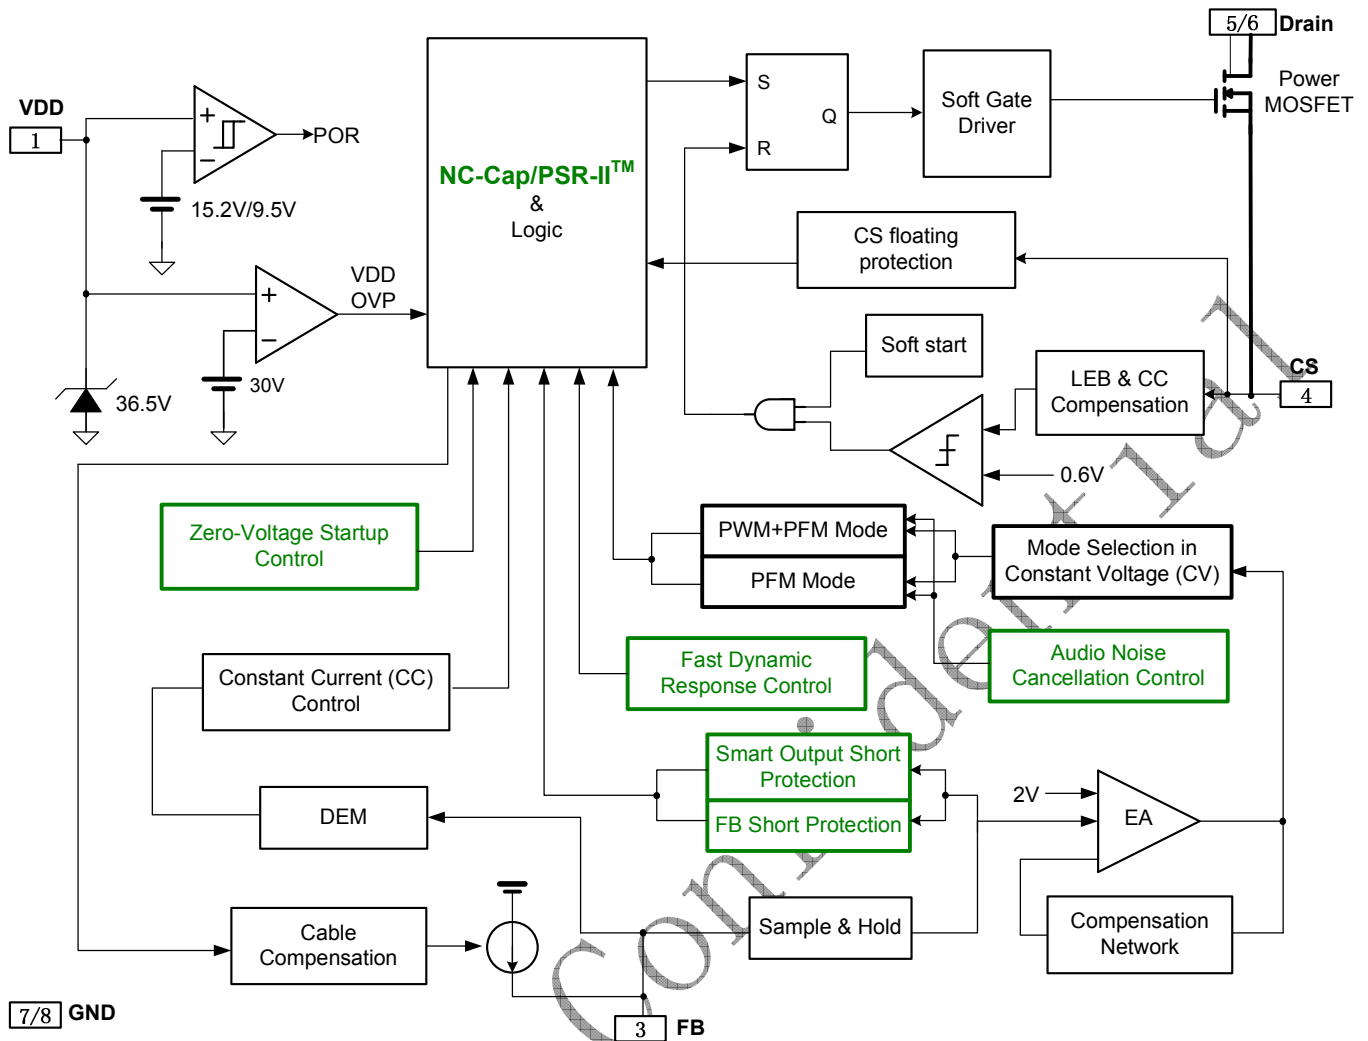 5/6 Drain
Power
MOSFET
VDD
1
+
−
POR
15.2V/9.5V
NC-Cap/PSR-II™
&
Logic
S
R
Q
Soft Gate
Driver
CS floating
protection
VDD
OVP
+
−
30V
36.5V
Soft start
LEB & CC
Compensation
CS
4
0.6V
Zero-Voltage Startup
Control
PWM+PFM Mode
PFM Mode
Mode Selection in
Constant Voltage (CV)
Constant Current (CC)
Control
Fast Dynamic
Response Control
Audio Noise
Cancellation Control
Smart Output Short
Protection
FB Short Protection
DEM
2V
EA
Cable
Compensation
Sample & Hold
Compensation
Network
7/8 GND
3 FB
Confidential